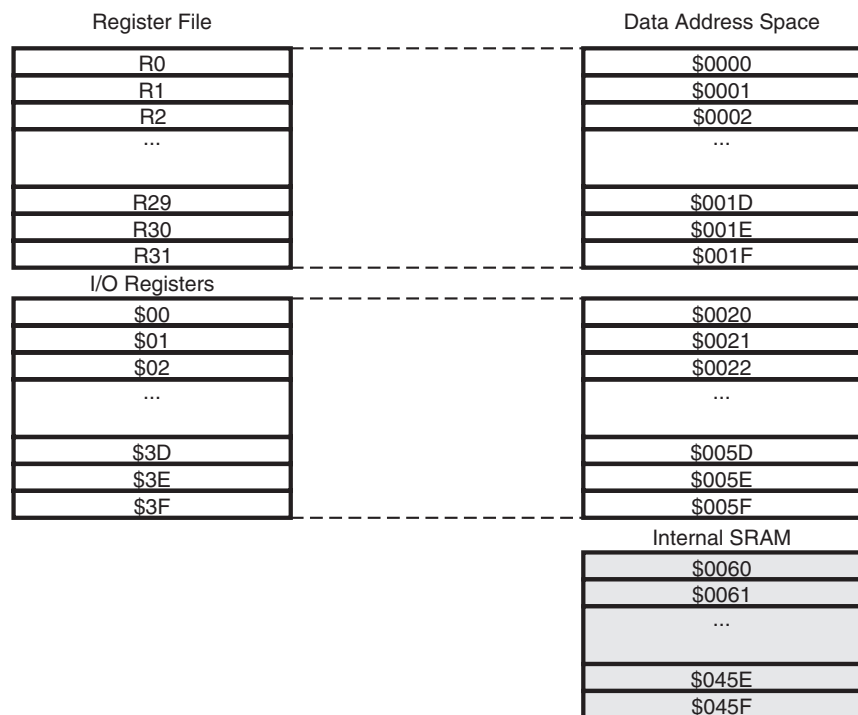 Register File
Data Address Space
R0
$0000
R1
$0001
R2
$0002
...
...
R29
$001D
R30
$001E
R31
$001F
I/O Registers
$00
$0020
$01
$0021
$02
$0022
...
...
$3D
$005D
$3E
$005E
$3F
$005F
Internal SRAM
$0060
$0061
...
$045E
$045F